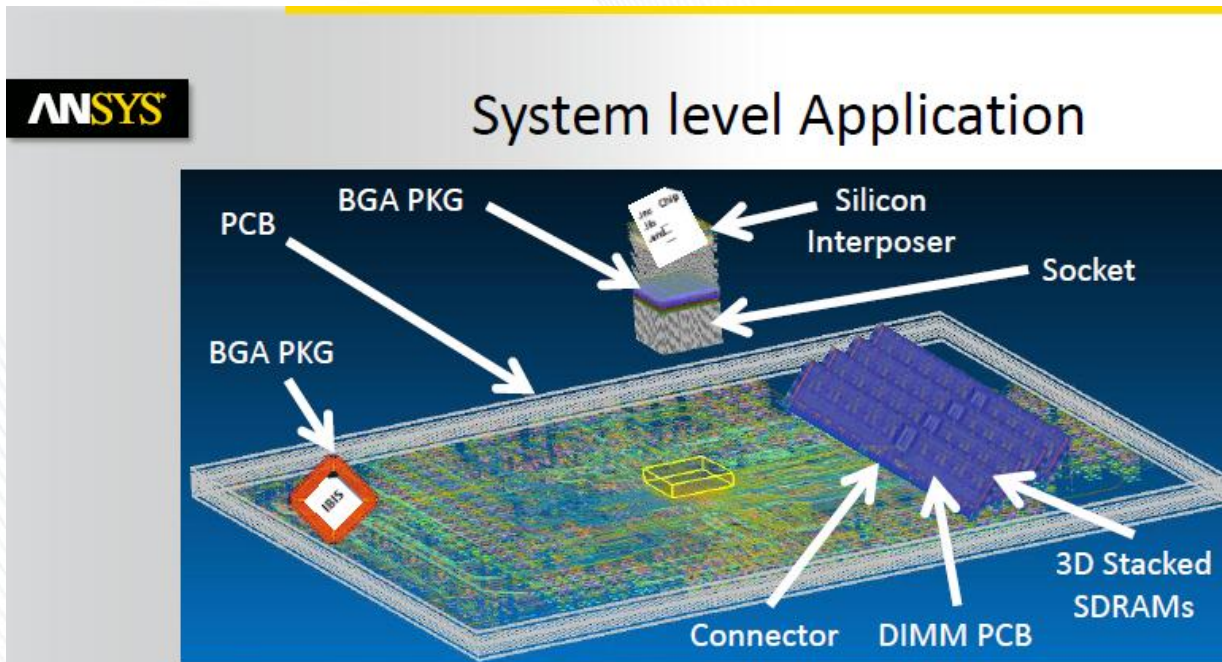 ANSYS
System level Application
BGA PKG
Silicon
Interposer
PCB
Socket
BGA PKG
Chip
IBIS
3D Stacked
SDRAMs
Connector
DIMM PCB